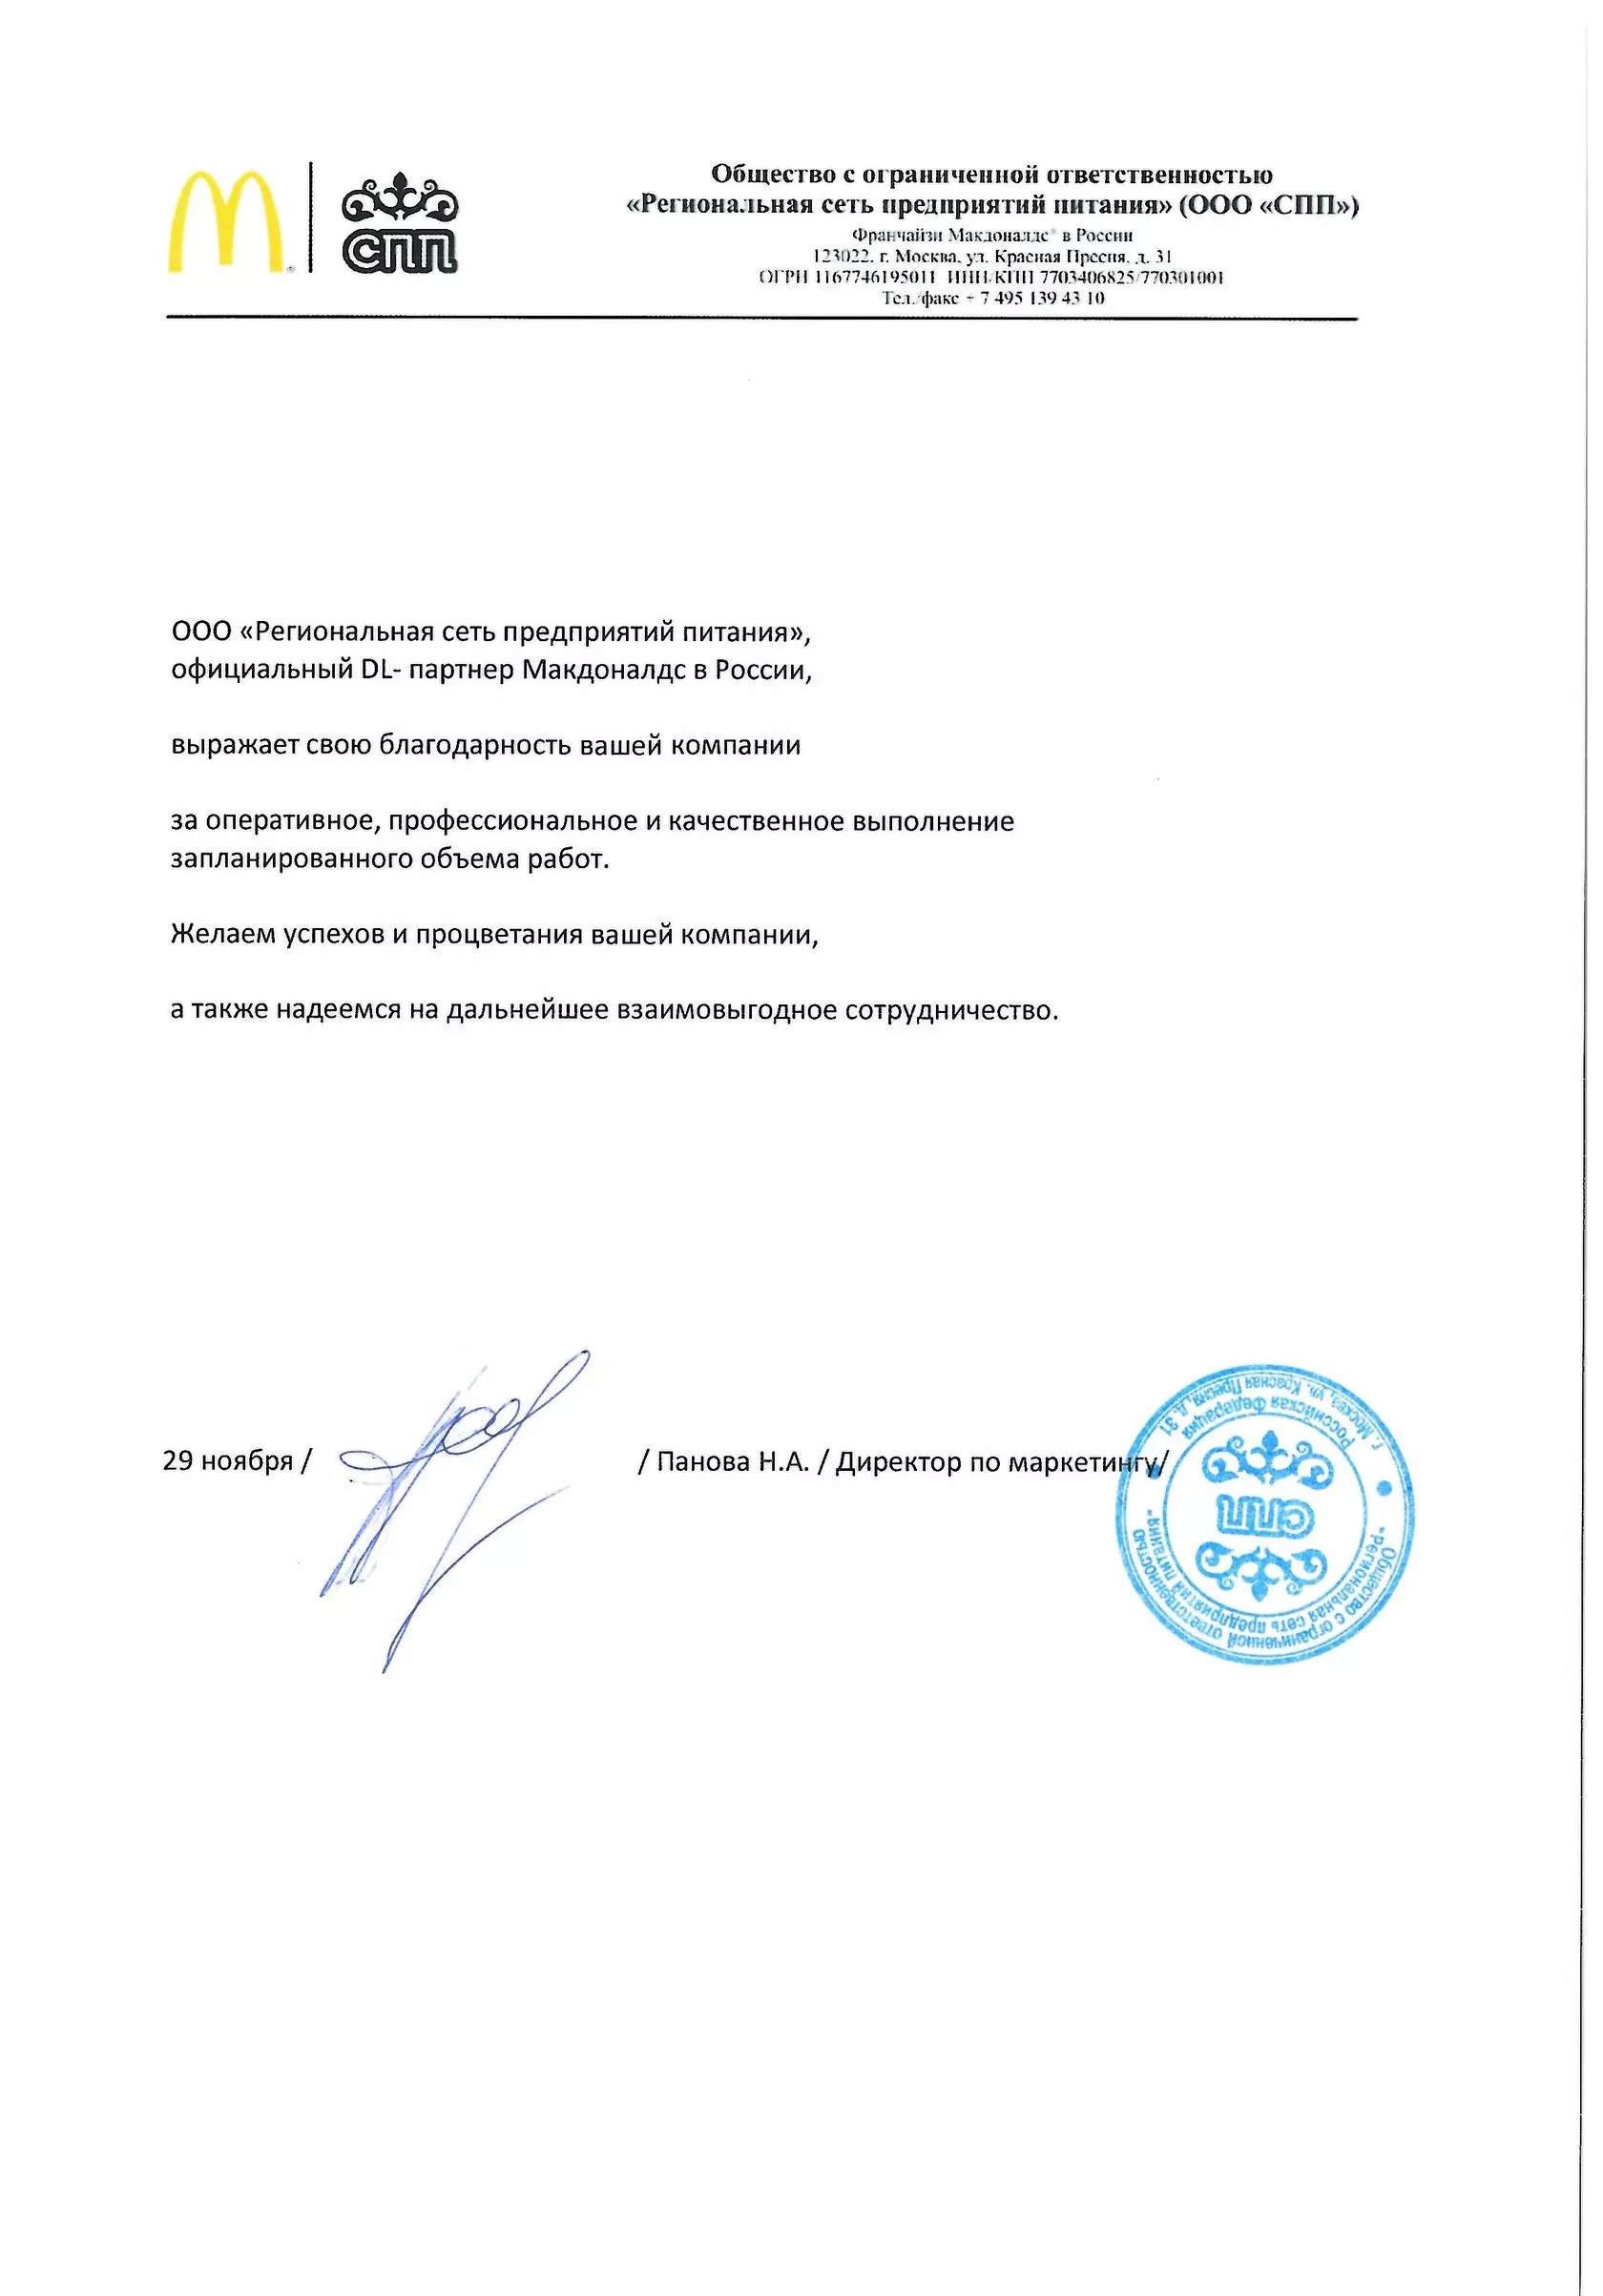 СПП
Общество с ограниченной ответственностью
«Региональная сеть предприятий питания» (ООО «СПП»)
Франчайзи Макдоналдс® в России
123022, г. Москва, ул. Красная Пресня, д. 31
ОГРН 1167746195011 ИНН/КПП 7703406825/770301001
Тел./факс + 7 495 139 43 10
ООО «Региональная сеть предприятий питания»,
официальный DL- партнер Макдоналдс в России,
выражает свою благодарность вашей компании
за оперативное, профессиональное и качественное выполнение
запланированного объема работ.
Желаем успехов и процветания вашей компании,
а также надеемся на дальнейшее взаимовыгодное сотрудничество.
29 ноября / / Панова Н.А. / Директор по маркетингу/
Общество с ограниченной ответственностью
"Региональная сеть предприятий питания"
г. Москва, ул. Красная Пресня, д. 31
Российская Федерация
СПП